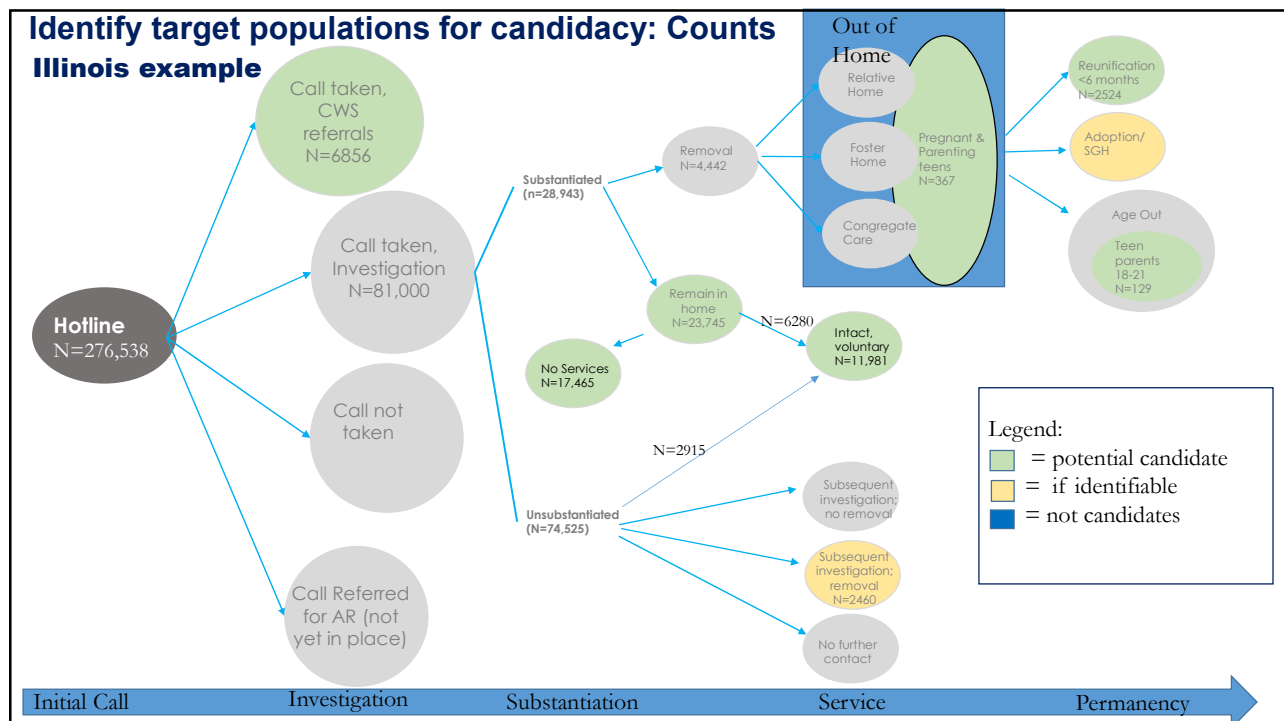 Identify target populations for candidacy: Counts
Illinois example
Hotline
N=276,538
Call taken,
CWS
referrals
N=6856
Call taken,
Investigation
N=81,000
Call not
taken
Call Referred
for AR (not
yet in place)
Substantiated
(n=28,943)
Unsubstantiated
(N=74,525)
Removal
N=4,442
Remain in
home
N=23,745
No Services
N=17,465
N=6280
N=2915
Out of
Home
Relative
Home
Foster
Home
Congregate
Care
Pregnant &
Parenting
teens
N=367
Intact,
voluntary
N=11,981
Subsequent
investigation;
no removal
Subsequent
investigation;
removal
N=2460
No further
contact
Reunification
<6 months
N=2524
Adoption/
SGH
Age Out
Teen
parents
18-21
N=129
Legend:
= potential candidate
= if identifiable
= not candidates
Initial Call
Investigation
Substantiation
Service
Permanency